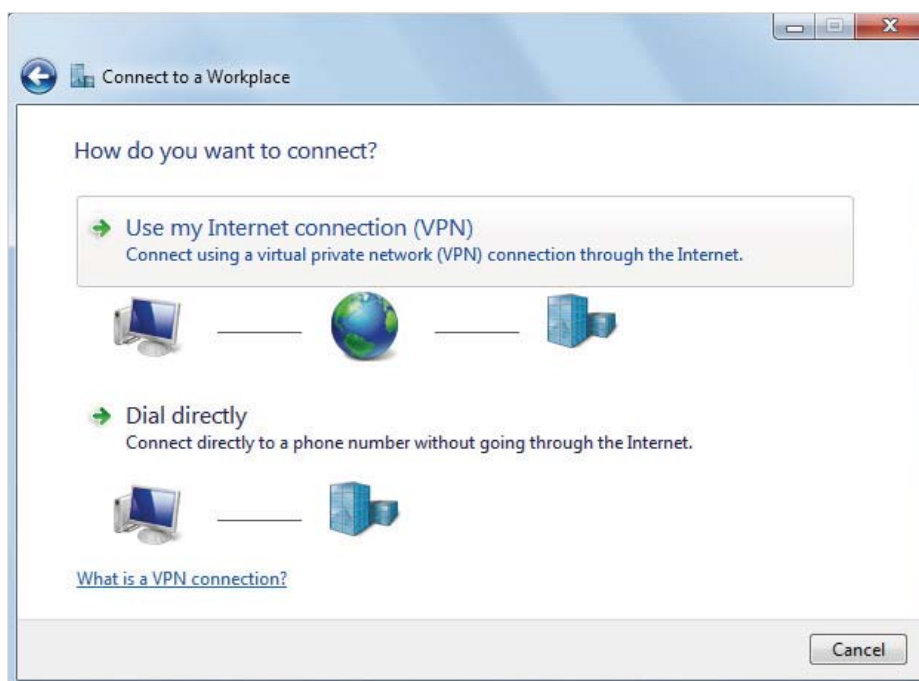 Connect to a Workplace
How do you want to connect?
Use my Internet connection (VPN)
Connect using a virtual private network (VPN) connection through the Internet.
Dial directly
Connect directly to a phone number without going through the Internet.
What is a VPN connection?
Cancel